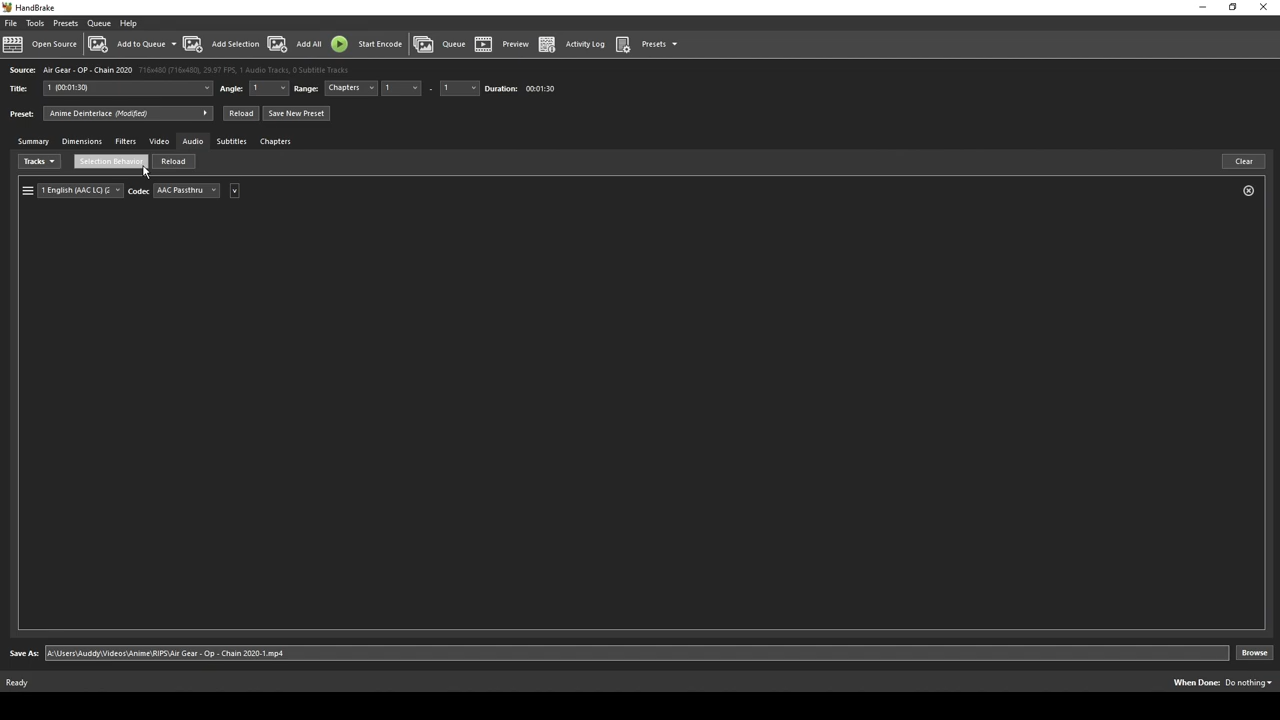 HandBrake
File Tools Presets Queue Help
Open Source Add to Queue Add Selection Add All Start Encode Queue Preview Activity Log Presets
Source: Air Gear - OP - Chain 2020 716x480 (716x480), 29.97 FPS, 1 Audio Tracks, 0 Subtitle Tracks
Title: 1 (00:01:30) Angle: 1 Range: Chapters 1 - 1 Duration: 00:01:30
Preset: Anime Deinterlace (Modified) Reload Save New Preset
Summary Dimensions Filters Video Audio Subtitles Chapters
Tracks Selection Behavior Reload Clear
1 English (AAC LC) (2 Codec AAC Passthru
Save As: A:\Users\Auddy\Videos\Anime\RIPS\Air Gear - Op - Chain 2020-1.mp4 Browse
Ready When Done: Do nothing